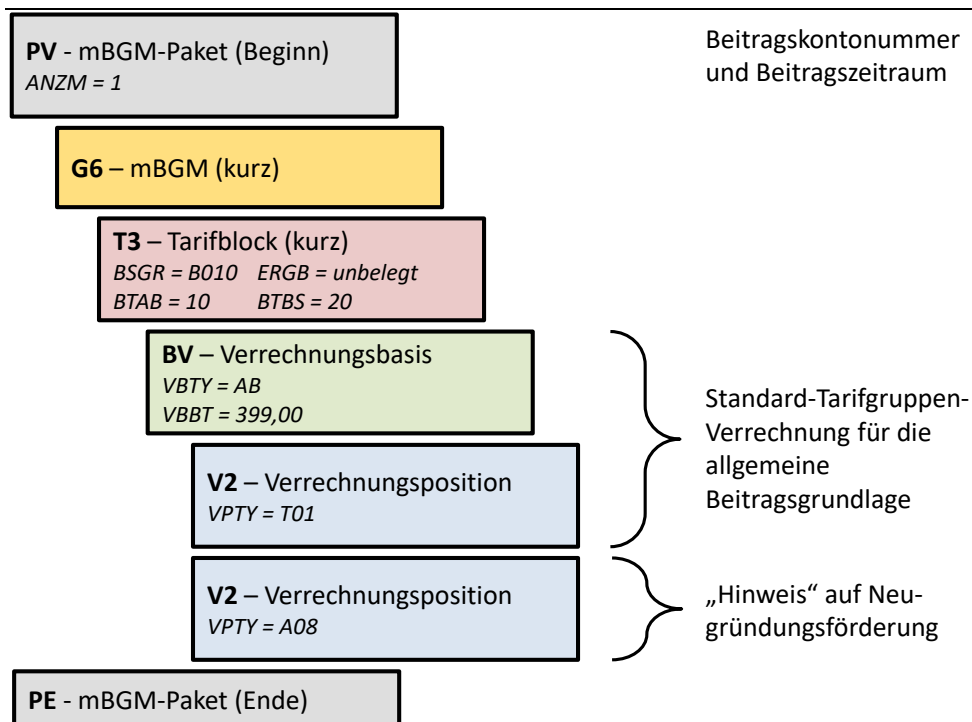 PV - mBGM-Paket (Beginn)
ANZM = 1
Beitragskontonummer
und Beitragszeitraum
G6 – mBGM (kurz)
T3 – Tarifblock (kurz)
BSGR = B010 ERGB = unbelegt
BTAB = 10 BTBS = 20
BV – Verrechnungsbasis
VBTY = AB
VBBT = 399,00
V2 – Verrechnungsposition
VPTY = T01
Standard-Tarifgruppen-
Verrechnung für die
allgemeine
Beitragsgrundlage
V2 – Verrechnungsposition
VPTY = A08
„Hinweis“ auf Neu-
gründungsförderung
PE - mBGM-Paket (Ende)